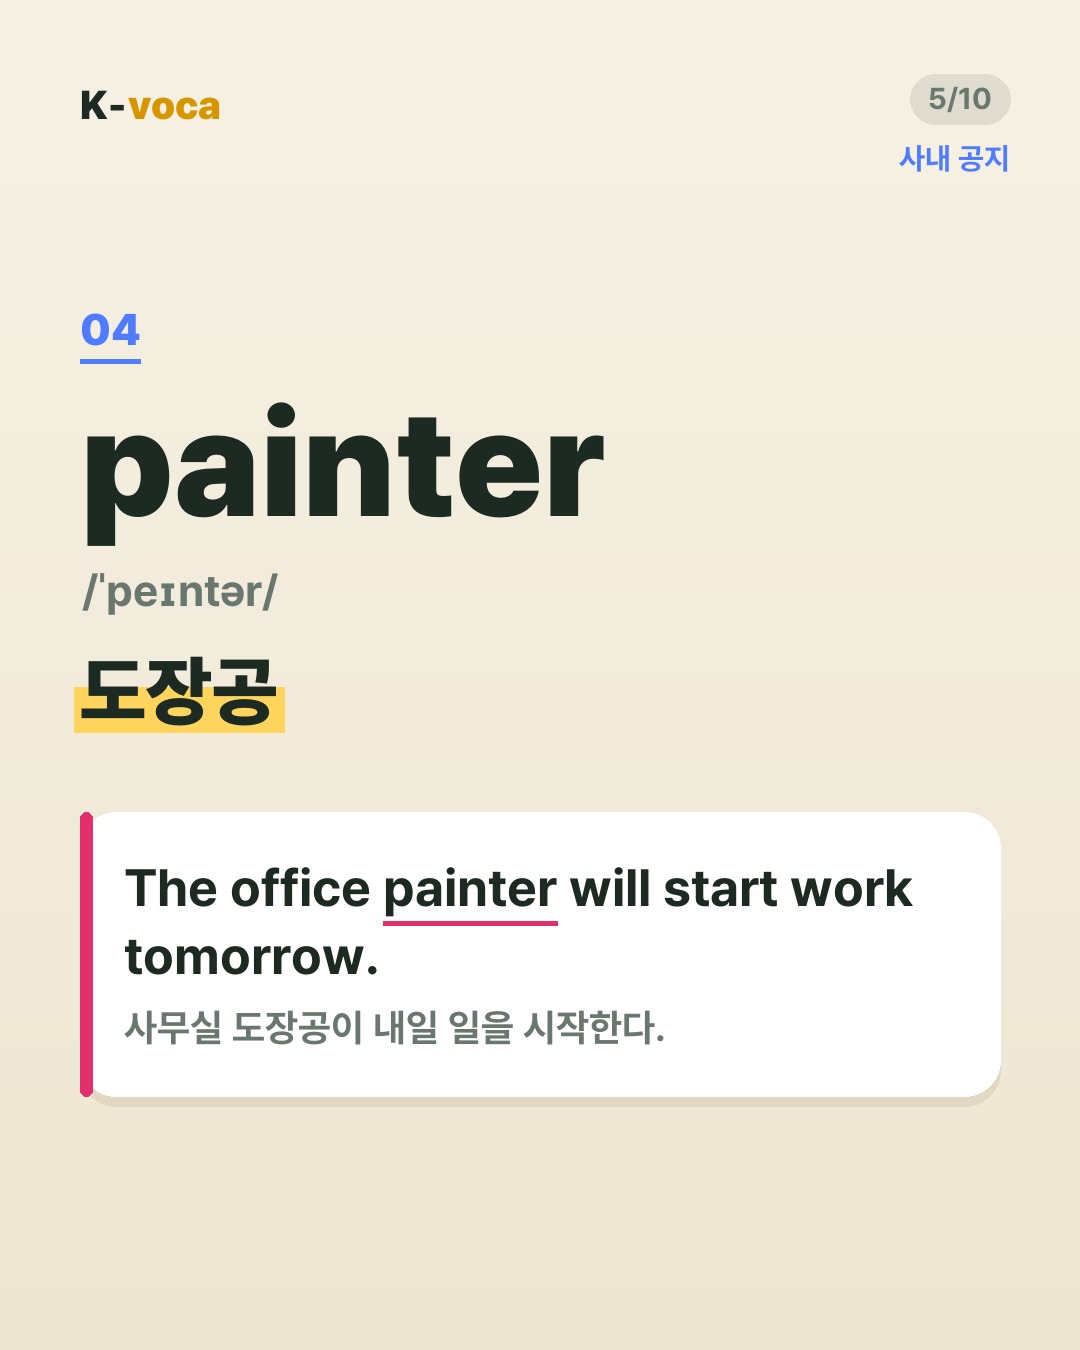 K-voca
5/10
사내 공지
04
painter
/ˈpeɪntər/
도장공
The office painter will start work
tomorrow.
사무실 도장공이 내일 일을 시작한다.